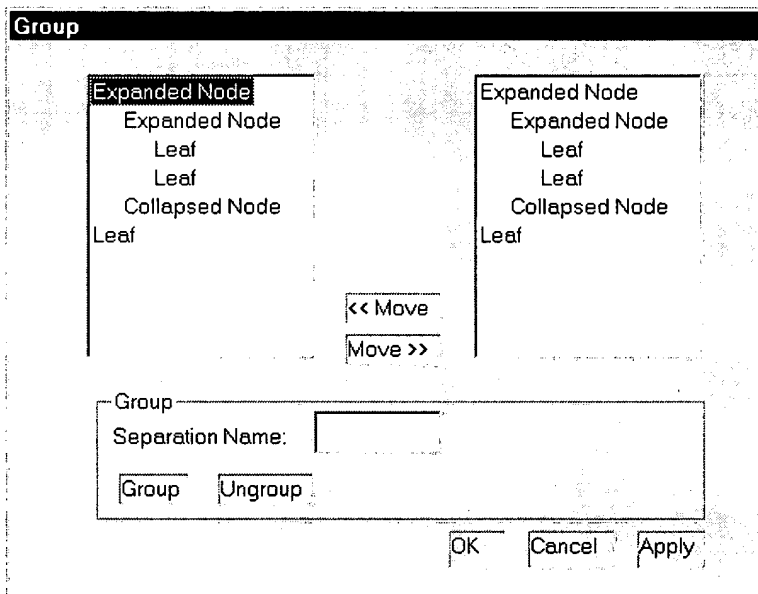 Group
Expanded Node
Expanded Node
Leaf
Leaf
Collapsed Node
Leaf
Expanded Node
Expanded Node
Leaf
Leaf
Collapsed Node
Leaf
<< Move
Move >>
Group
Separation Name:
Group Ungroup
OK Cancel Apply